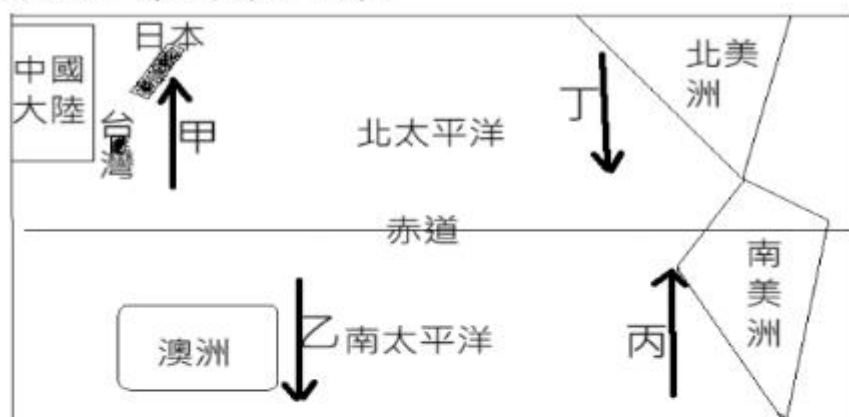 日本
中國
大陸
台
灣
甲
北太平洋
丁
北美
洲
赤道
澳洲
乙
南太平洋
丙
南
美
洲